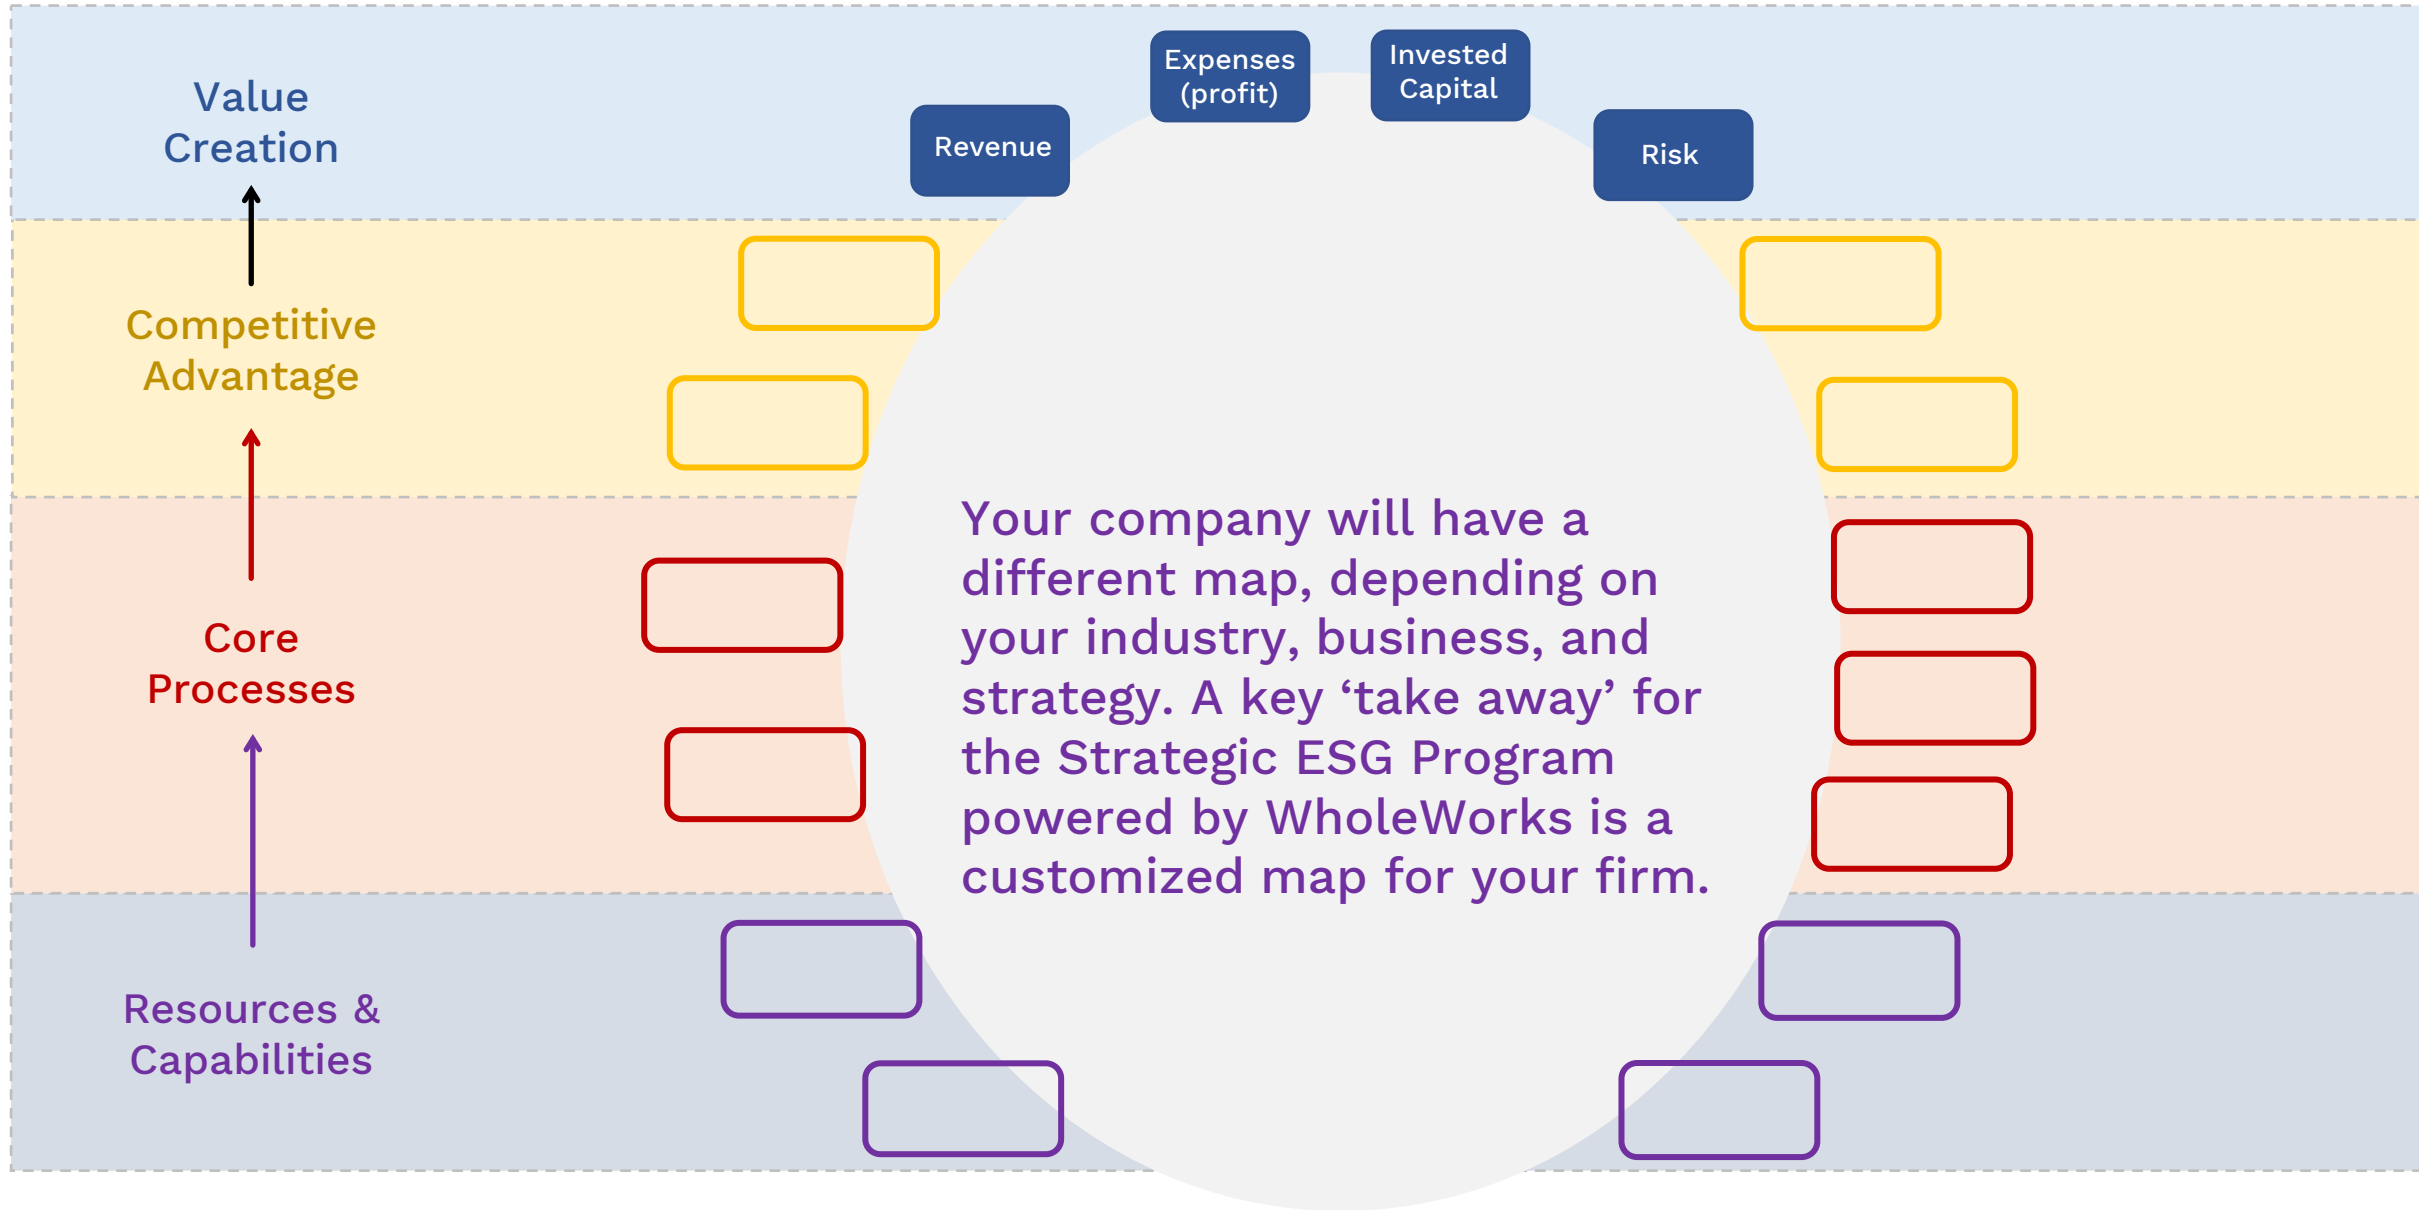 Value
Creation
Expenses
(profit)
Invested
Capital
Revenue
Risk
Competitive
Advantage
Core
Processes
Resources &
Capabilities
Your company will have a
different map, depending on
your industry, business, and
strategy. A key ‘take away’ for
the Strategic ESG Program
powered by WholeWorks is a
customized map for your firm.